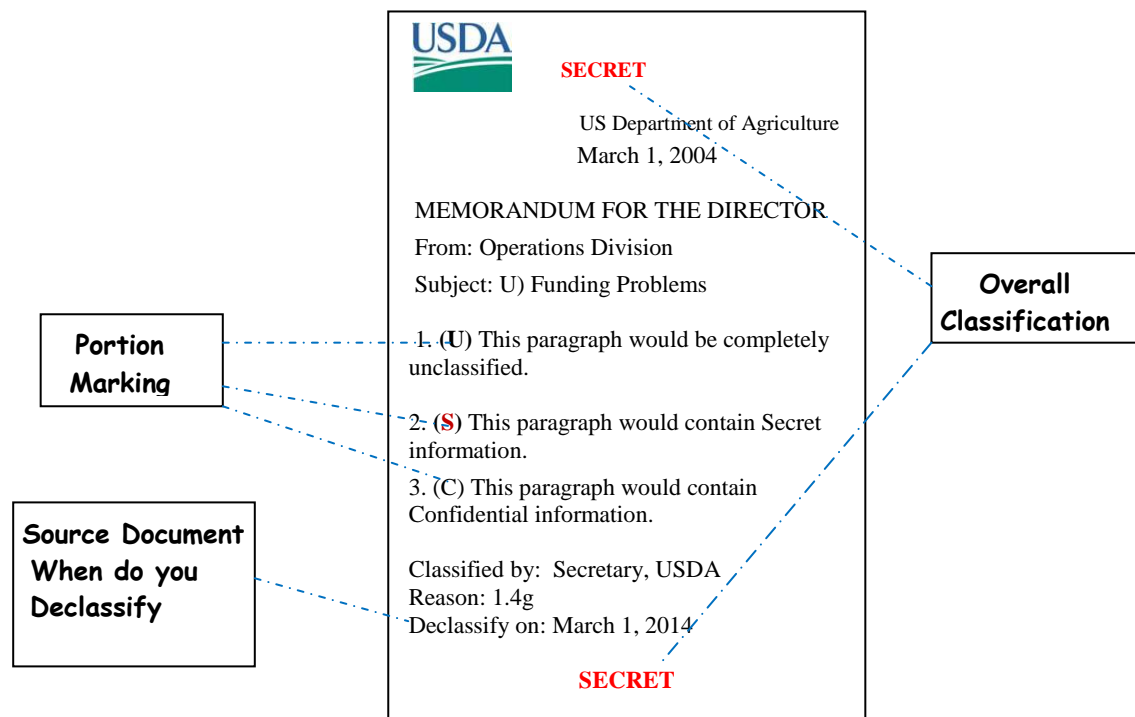 USDA
SECRET
US Department of Agriculture
March 1, 2004
MEMORANDUM FOR THE DIRECTOR
From: Operations Division
Subject: U) Funding Problems
1. (U) This paragraph would be completely
unclassified.
2. (S) This paragraph would contain Secret
information.
3. (C) This paragraph would contain
Confidential information.
Classified by: Secretary, USDA
Reason: 1.4g
Declassify on: March 1, 2014
SECRET
Portion
Marking
Source Document
When do you
Declassify
Overall
Classification